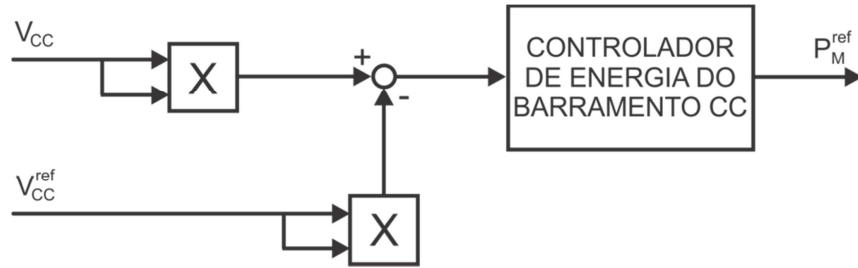 V_CC
X
+
-
CONTROLADOR
DE ENERGIA DO
BARRAMENTO CC
P_M^ref
V_CC^ref
X